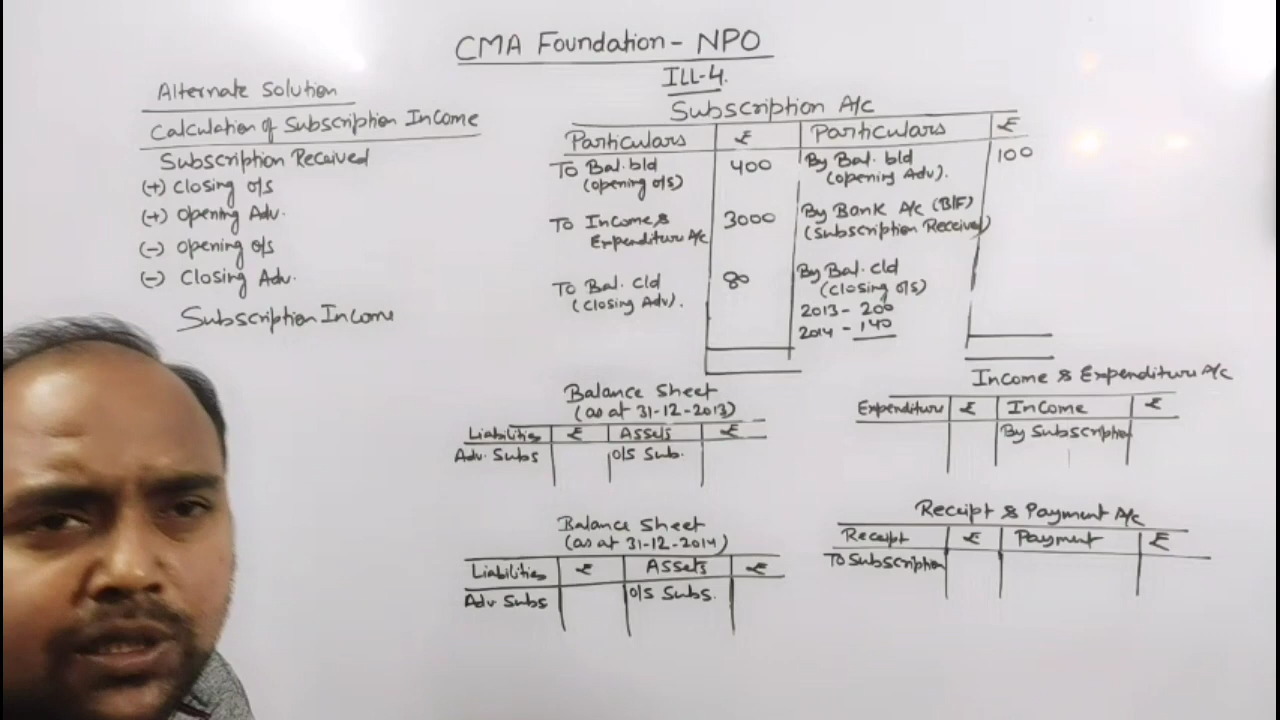 CMA Foundation - NPO
ILL-4.
Alternate Solution
Calculation of Subscription Income
Subscription Received
(+) Closing o/s
(+) Opening Adv.
(-) Opening o/s
(-) Closing Adv.
Subscription Income
Subscription A/c
Particulars ₹ Particulars ₹
To Bal. b/d 400 By Bal. b/d 100
(opening o/s) (opening Adv).
To Income & 3000 By Bank A/c (B/F)
Expenditure A/c (Subscription Received)
To Bal. c/d 80 By Bal. c/d
(closing Adv). (closing o/s)
2013 - 200
2014 - 140
Balance Sheet
(as at 31-12-2013)
Liabilities ₹ Assets ₹
Adv. Subs O/S Sub.
Income & Expenditure A/c
Expenditure ₹ Income ₹
By Subscription
Balance Sheet
(as at 31-12-2014)
Liabilities ₹ Assets ₹
Adv Subs O/S Subs.
Receipt & Payment A/c
Receipt ₹ Payment ₹
To Subscription